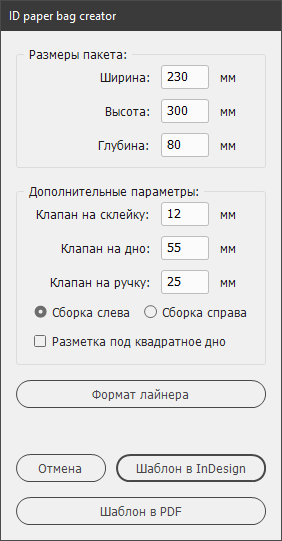 ID paper bag creator
Размеры пакета:
Ширина: 230 мм
Высота: 300 мм
Глубина: 80 мм
Дополнительные параметры:
Клапан на склейку: 12 мм
Клапан на дно: 55 мм
Клапан на ручку: 25 мм
Сборка слева Сборка справа
Разметка под квадратное дно
Формат лайнера
Отмена Шаблон в InDesign
Шаблон в PDF